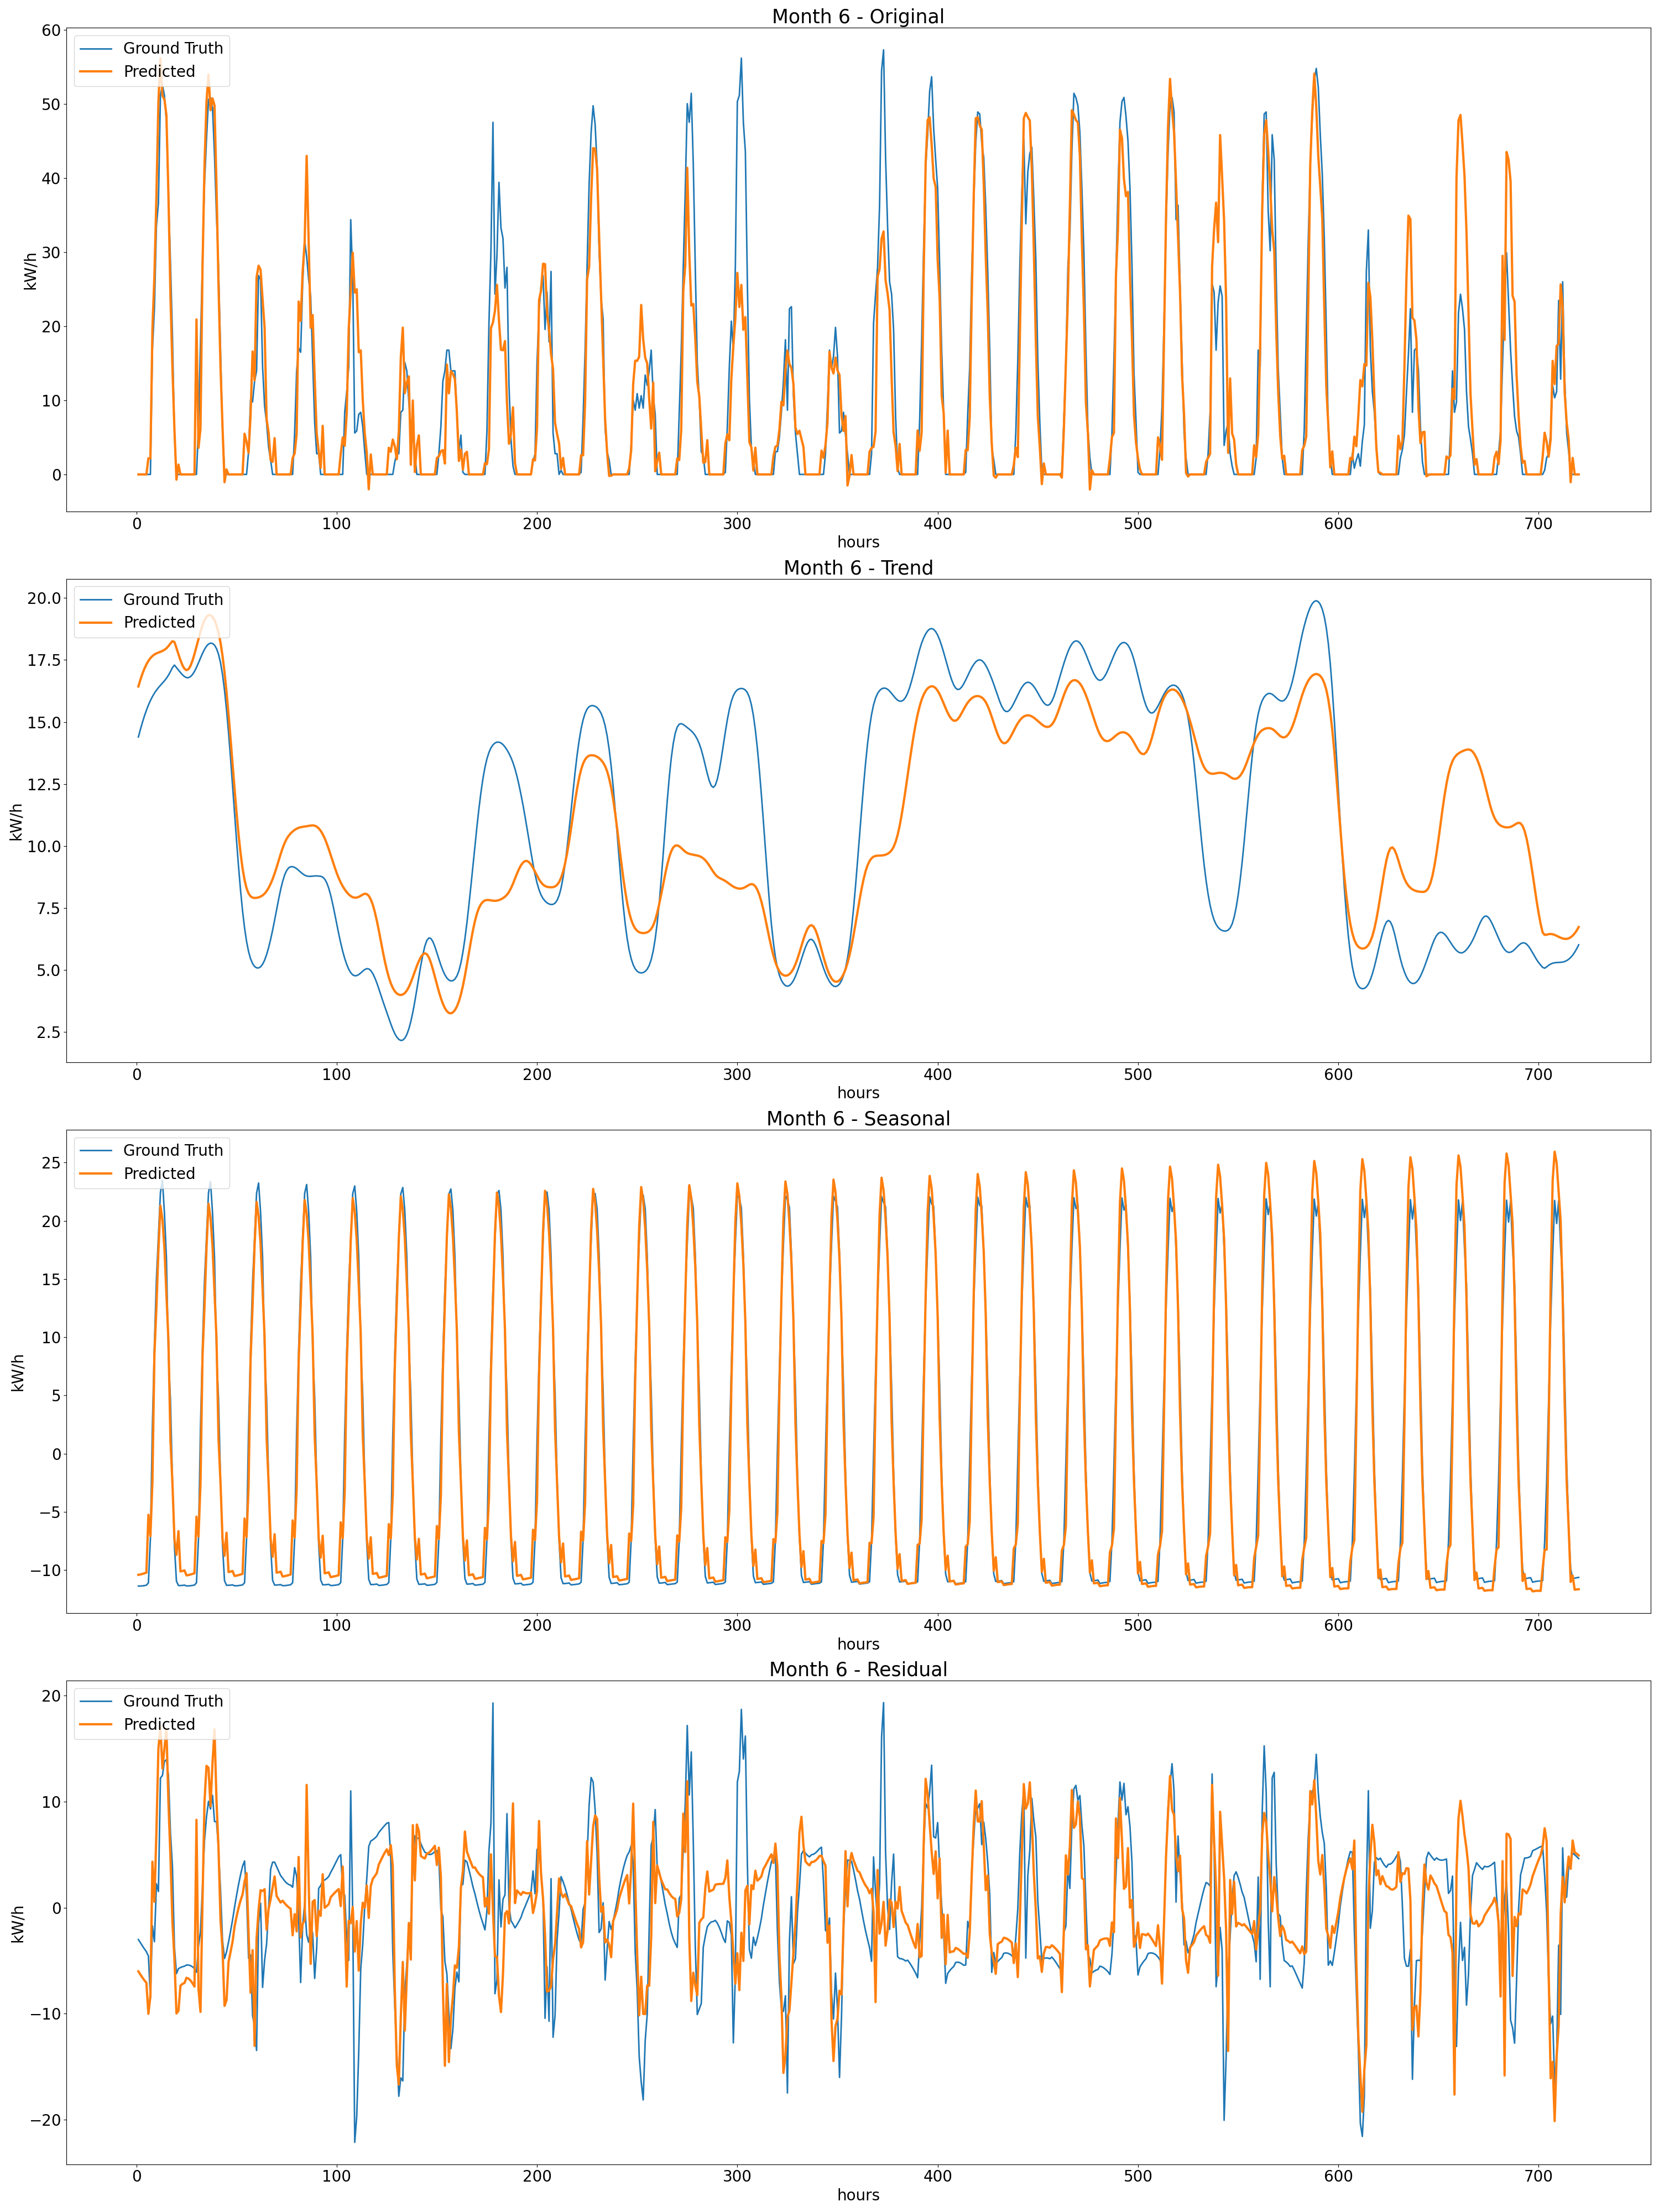 Month 6 - Original
Ground Truth
Predicted
60
50
40
30
20
10
0
kW/h
0 100 200 300 400 500 600 700
hours
Month 6 - Trend
Ground Truth
Predicted
20.0
17.5
15.0
12.5
10.0
7.5
5.0
2.5
kW/h
0 100 200 300 400 500 600 700
hours
Month 6 - Seasonal
Ground Truth
Predicted
25
20
15
10
5
0
−5
−10
kW/h
0 100 200 300 400 500 600 700
hours
Month 6 - Residual
Ground Truth
Predicted
20
10
0
−10
−20
kW/h
0 100 200 300 400 500 600 700
hours